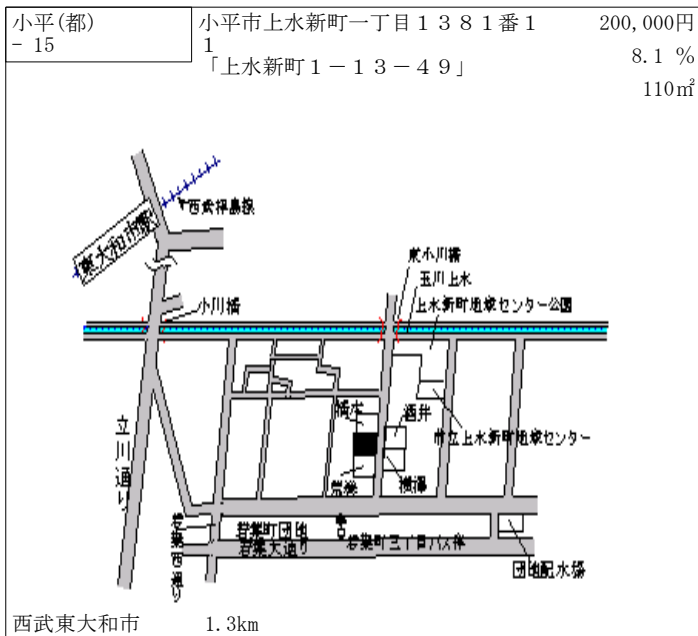 小平(都)
- 15
小平市上水新町一丁目１３８１番１
1
「上水新町１－１３－４９」
200,000円
8.1 %
110㎡
西武拝島線
東大和市駅
東小川橋
玉川上水
上水新町地域センター公園
小川橋
橋本
酒井
市立上水新町地域センター
立川通り
横澤
若葉町団地
若葉大通り
若葉町三丁目バス停
若葉西通り
団地配水場
西武東大和市
1.3km